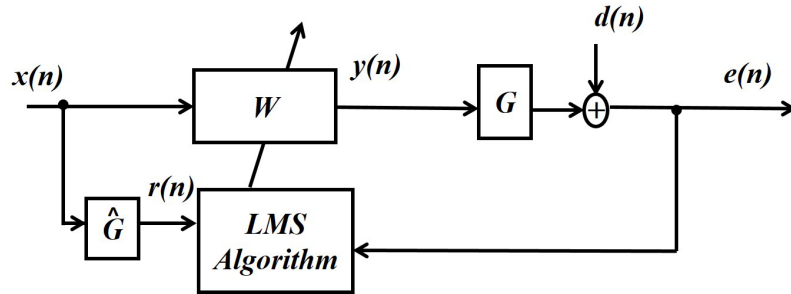 d(n)
x(n)
y(n)
e(n)
W
G
+
r(n)
Ĝ
LMS
Algorithm